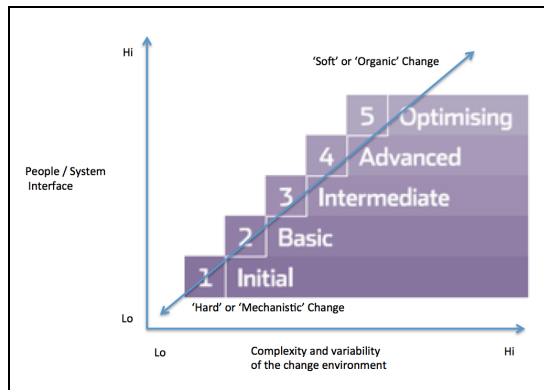 Hi
'Soft' or 'Organic' Change
5 Optimising
4 Advanced
People / System
Interface
3 Intermediate
2 Basic
1 Initial
'Hard' or 'Mechanistic' Change
Lo
Lo
Complexity and variability
of the change environment
Hi